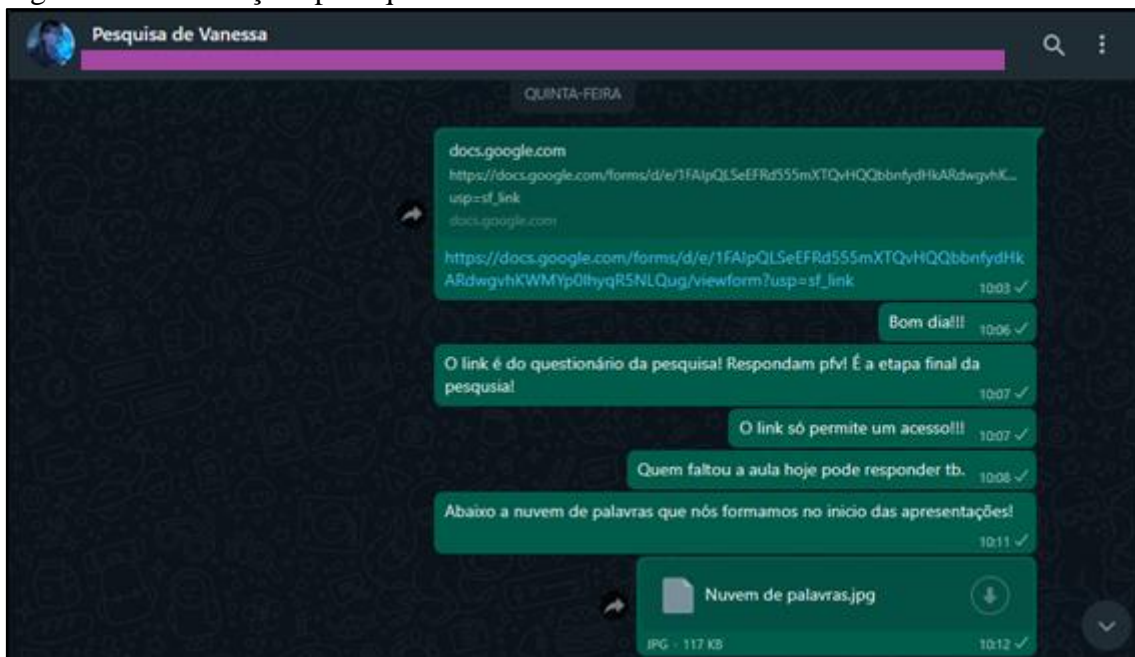 Pesquisa de Vanessa
QUINTA-FEIRA
docs.google.com
https://docs.google.com/forms/d/e/1FAIpQLSeEFRd555mXTQvHQQbbnfydHkARdwgvhK...
usp=sf_link
docs.google.com
https://docs.google.com/forms/d/e/1FAIpQLSeEFRd555mXTQvHQQbbnfydHk
ARdwgvhKWMYp0lhyqR5NLQug/viewform?usp=sf_link
10:03
Bom dia!!! 10:06
O link é do questionário da pesquisa! Respondam pfv! É a etapa final da
pesqusia!
10:07
O link só permite um acesso!!! 10:07
Quem faltou a aula hoje pode responder tb. 10:08
Abaixo a nuvem de palavras que nós formamos no inicio das apresentações!
10:11
Nuvem de palavras.jpg
JPG - 117 KB 10:12